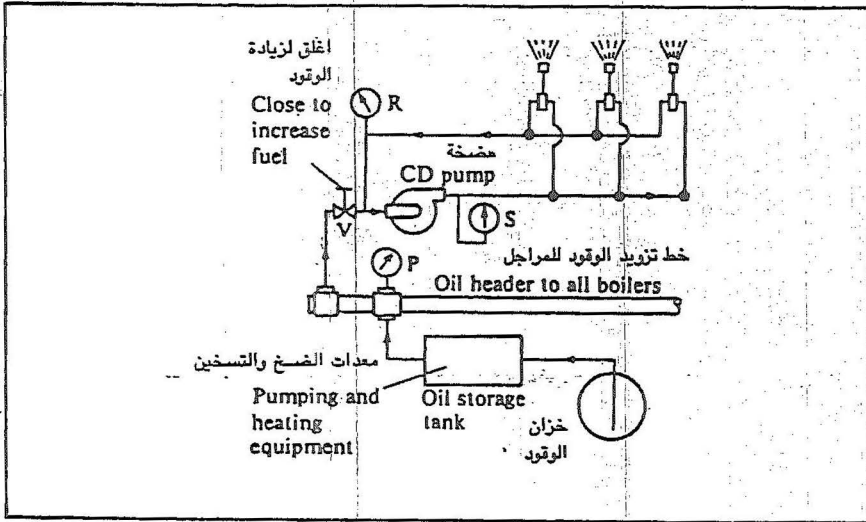 اغلق لزيادة
الوقود
Close to
increase
fuel
R
مضخة
CD pump
V
S
P
خط تزويد الوقود للمراجل
Oil header to all boilers
معدات الضخ والتسخين
Pumping and
heating
equipment
Oil storage
tank
خزان
الوقود